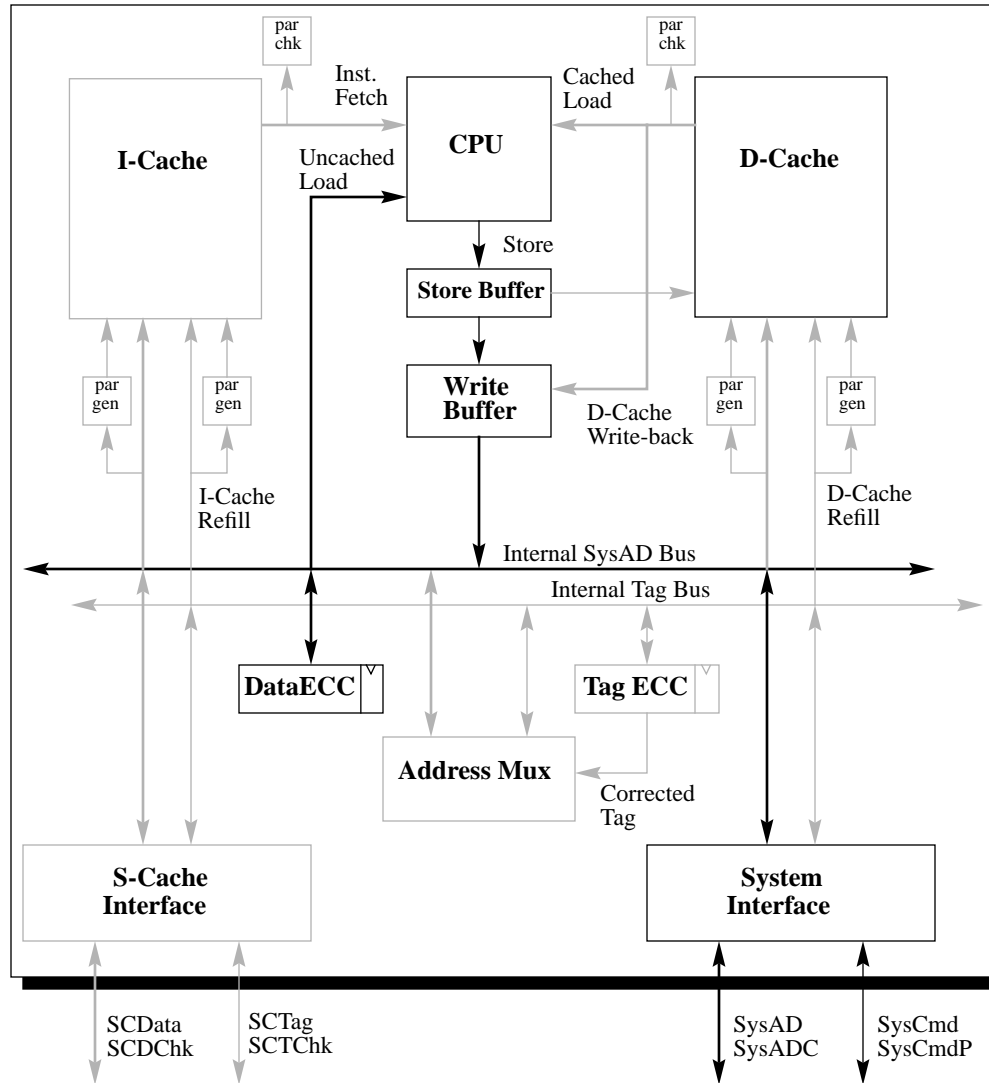 par
chk
par
chk
Inst.
Fetch
Cached
Load
CPU
I-Cache
D-Cache
Uncached
Load
Store
Store Buffer
Write
Buffer
par
gen
par
gen
par
gen
par
gen
D-Cache
Write-back
I-Cache
Refill
D-Cache
Refill
Internal SysAD Bus
Internal Tag Bus
DataECC
Tag ECC
Address Mux
Corrected
Tag
S-Cache
Interface
System
Interface
SCData
SCDChk
SCTag
SCTChk
SysAD
SysADC
SysCmd
SysCmdP